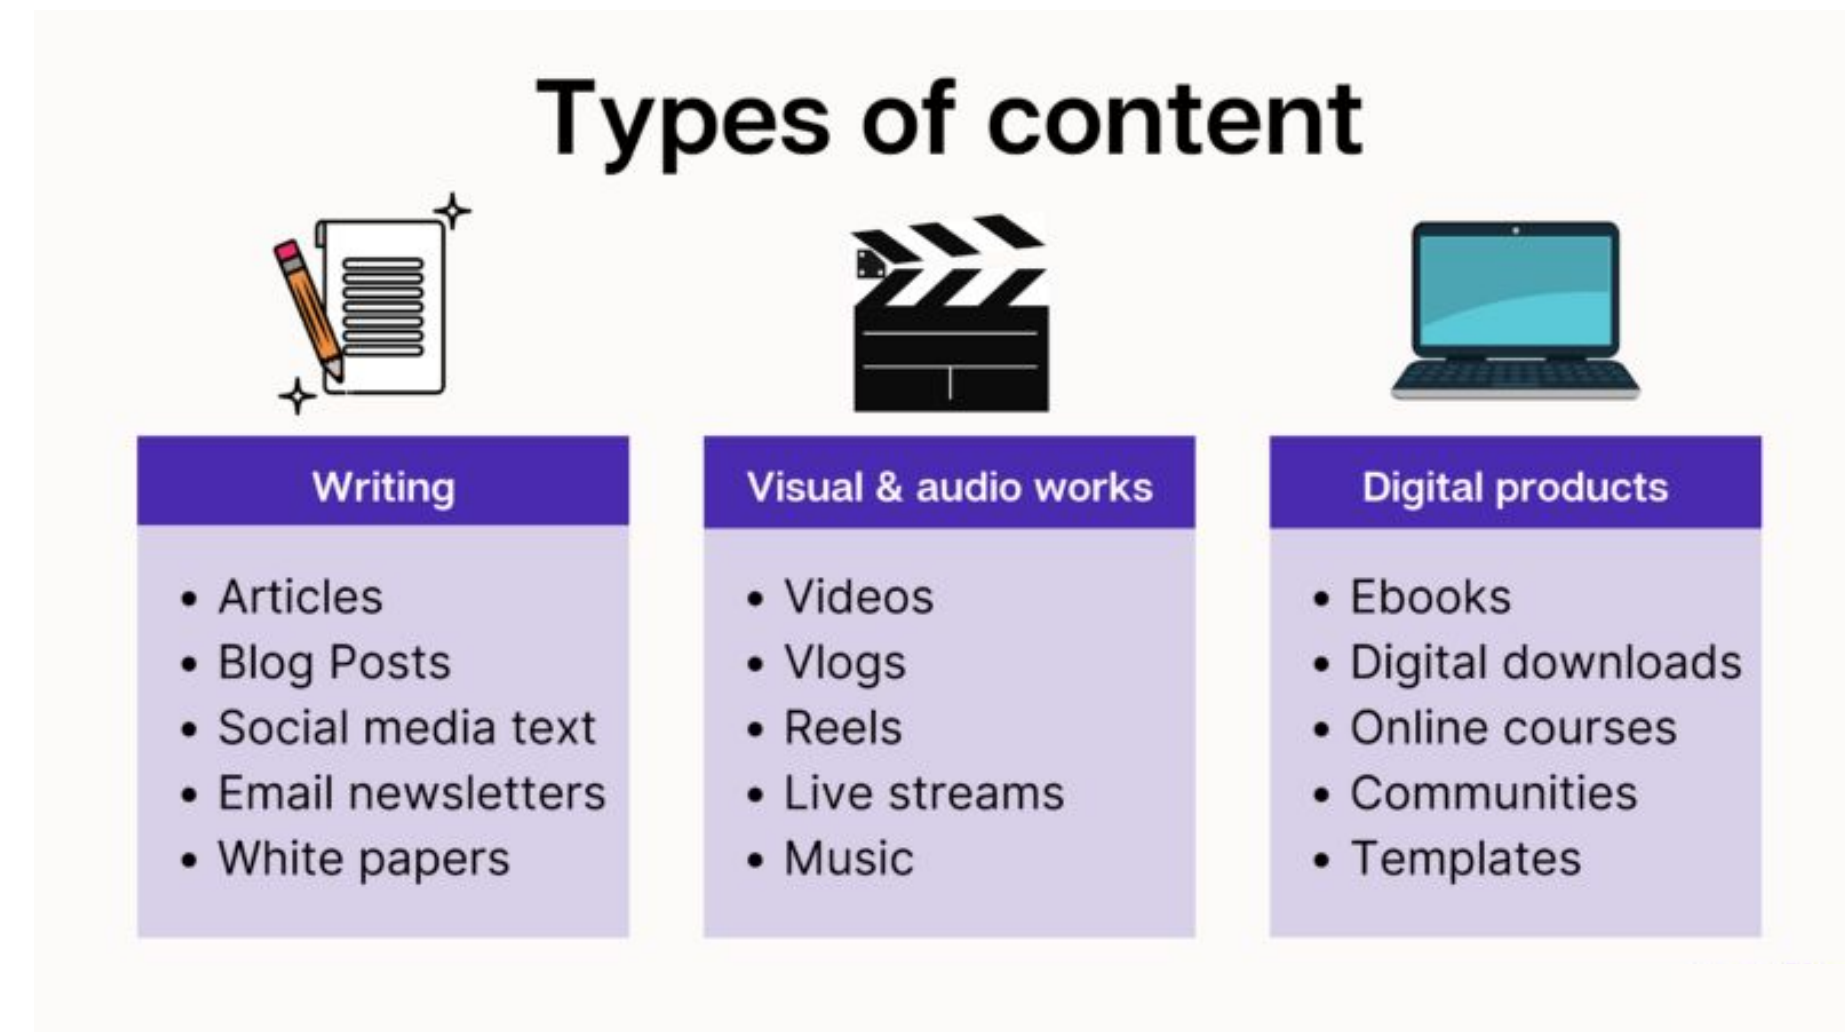 Types of content
Writing
• Articles
• Blog Posts
• Social media text
• Email newsletters
• White papers
Visual & audio works
• Videos
• Vlogs
• Reels
• Live streams
• Music
Digital products
• Ebooks
• Digital downloads
• Online courses
• Communities
• Templates